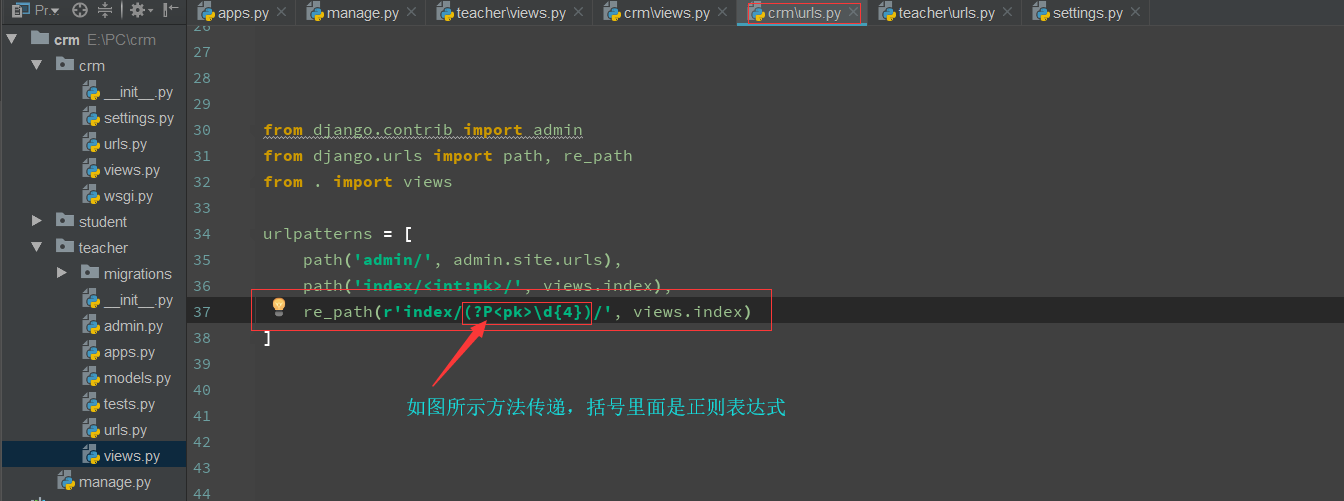 Pr
apps.py
manage.py
teacher\views.py
crm\views.py
crm\urls.py
teacher\urls.py
settings.py
crm E:\PC\crm
crm
__init__.py
settings.py
urls.py
views.py
wsgi.py
student
teacher
migrations
__init__.py
admin.py
apps.py
models.py
tests.py
urls.py
views.py
manage.py
26
27
28
29
30 from django.contrib import admin
31 from django.urls import path, re_path
32 from . import views
33
34 urlpatterns = [
35 path('admin/', admin.site.urls),
36 path('index/<int:pk>/', views.index),
37 re_path(r'index/(?P<pk>\d{4})/', views.index)
38 ]
39
40
如图所示方法传递，括号里面是正则表达式
41
42
43
44